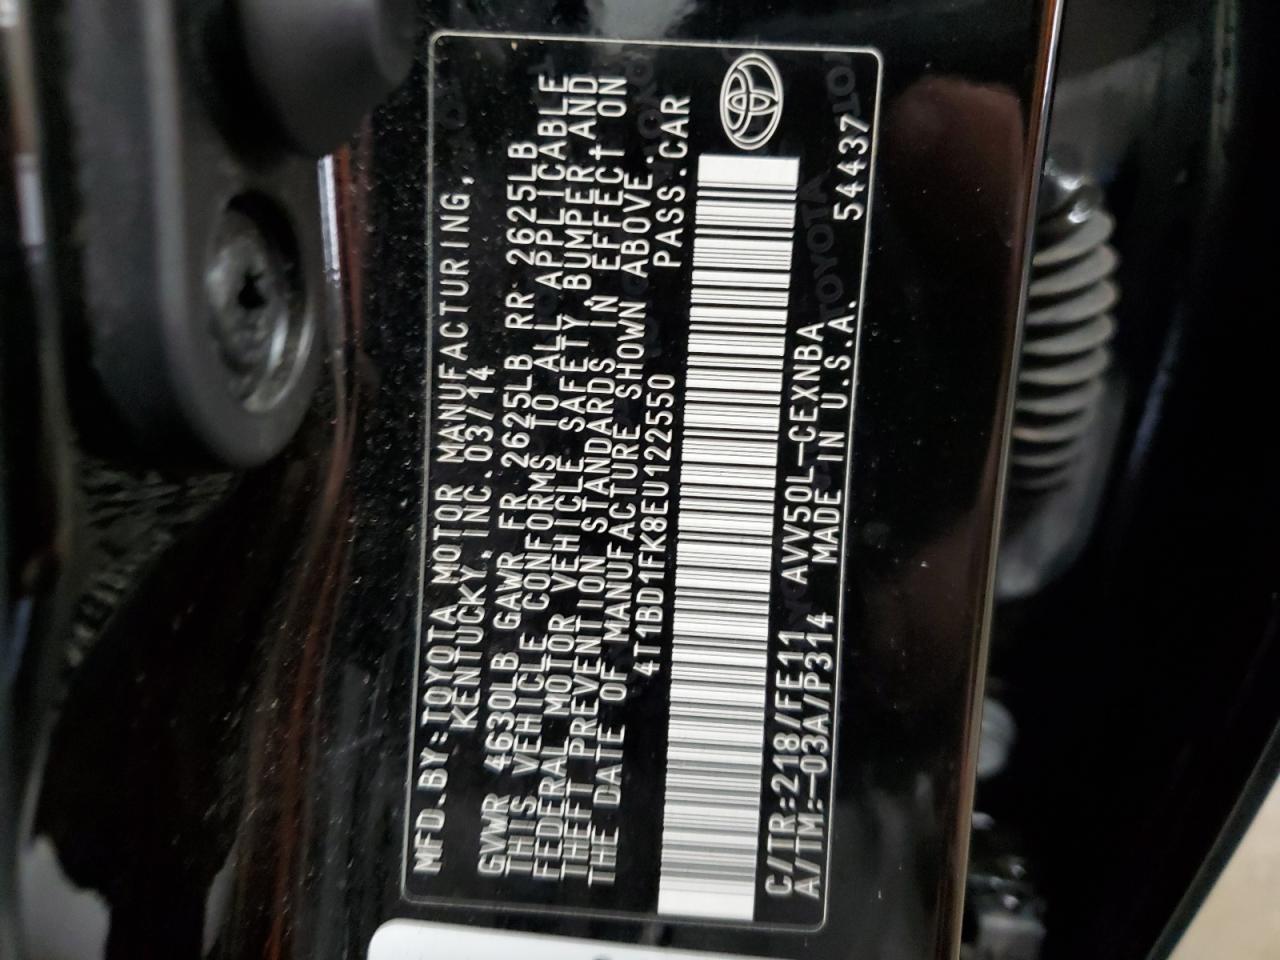 MFD.BY:TOYOTA MOTOR MANUFACTURING,
KENTUCKY, INC. 03/14
GVWR 4630LB GAWR FR 2625LB RR 2625LB
THIS VEHICLE CONFORMS TO ALL APPLICABLE
FEDERAL MOTOR VEHICLE SAFETY, BUMPER, AND
THEFT PREVENTION STANDARDS IN EFFECT ON
THE DATE OF MANUFACTURE SHOWN ABOVE.
4T1BD1FK8EU122550 PASS.CAR
C/TR:218/FE11 AVV50L-CEXNBA
A/TM:-03A/P314 MADE IN U.S.A. 54437
TOYOTA